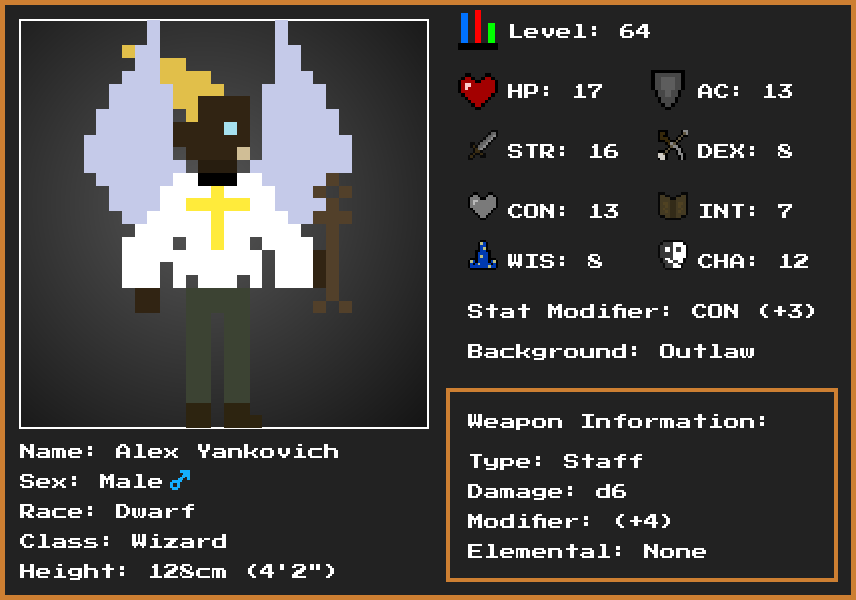 Level: 64
HP: 17
AC: 13
STR: 16
DEX: 8
CON: 13
INT: 7
WIS: 8
CHA: 12
Stat Modifier: CON (+3)
Background: Outlaw
Weapon Information:
Type: Staff
Damage: d6
Modifier: (+4)
Elemental: None
Name: Alex Yankovich
Sex: Male♂
Race: Dwarf
Class: Wizard
Height: 128cm (4'2")